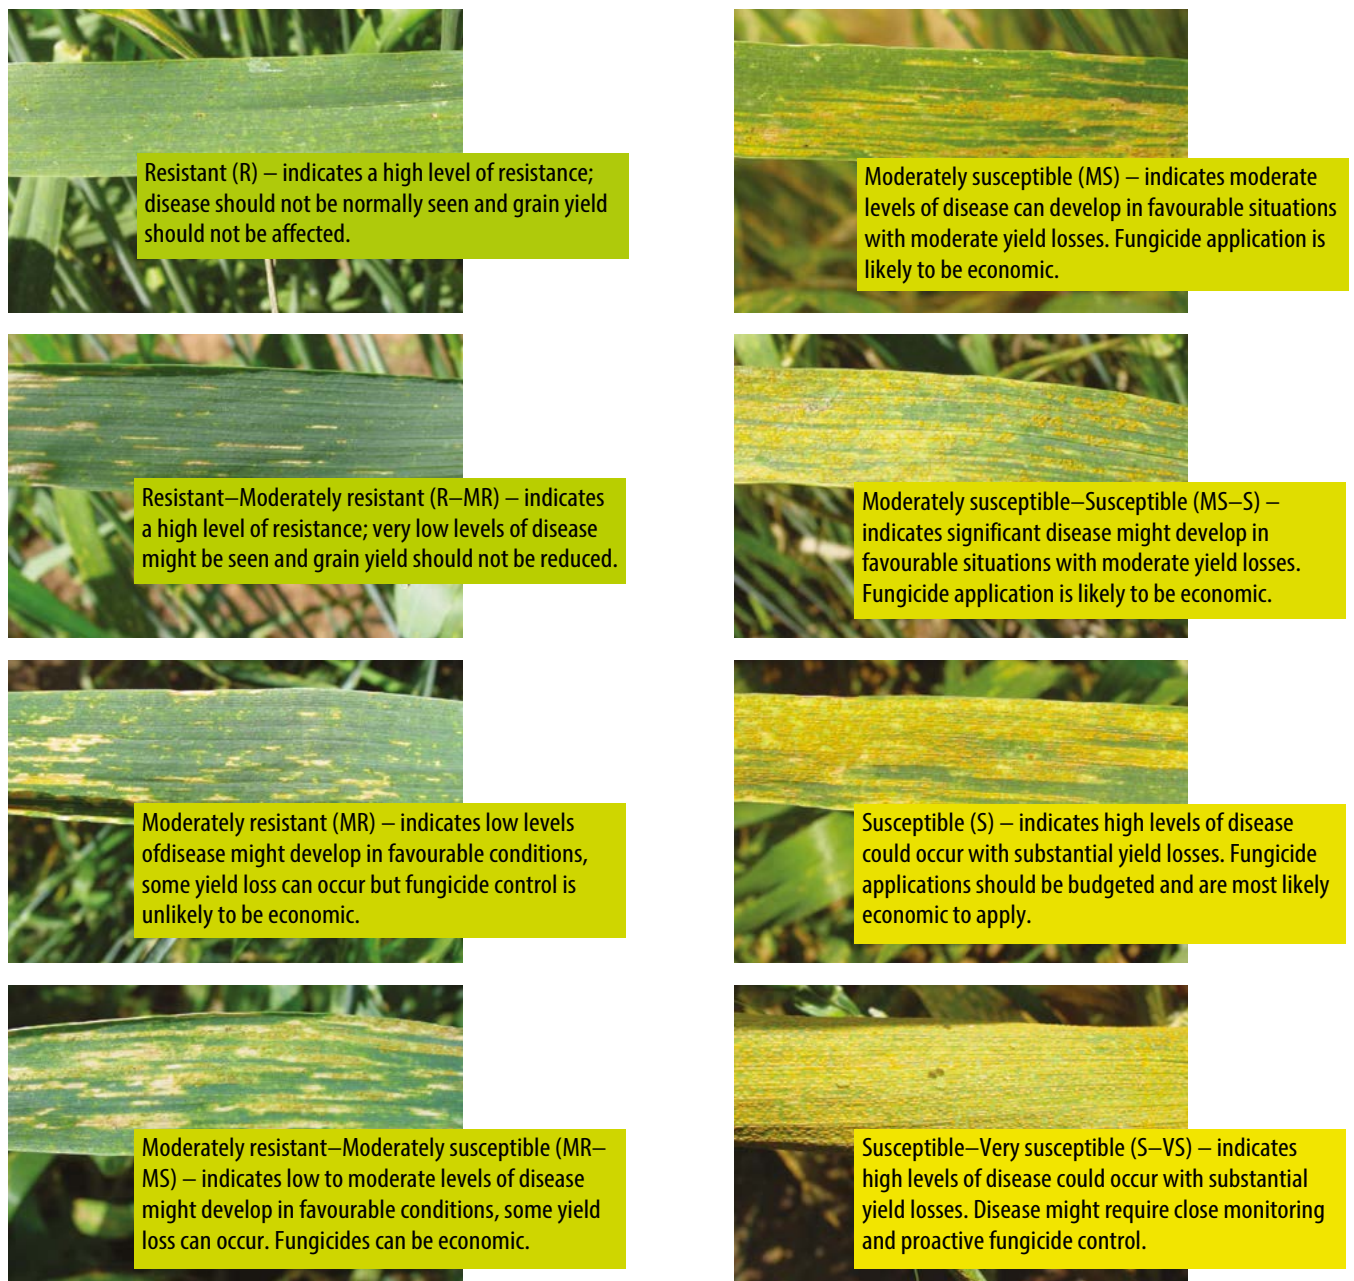 Resistant (R) – indicates a high level of resistance;
disease should not be normally seen and grain yield
should not be affected.
Resistant–Moderately resistant (R–MR) – indicates
a high level of resistance; very low levels of disease
might be seen and grain yield should not be reduced.
Moderately resistant (MR) – indicates low levels
ofdisease might develop in favourable conditions,
some yield loss can occur but fungicide control is
unlikely to be economic.
Moderately resistant–Moderately susceptible (MR–
MS) – indicates low to moderate levels of disease
might develop in favourable conditions, some yield
loss can occur. Fungicides can be economic.
Moderately susceptible (MS) – indicates moderate
levels of disease can develop in favourable situations
with moderate yield losses. Fungicide application is
likely to be economic.
Moderately susceptible–Susceptible (MS–S) –
indicates significant disease might develop in
favourable situations with moderate yield losses.
Fungicide application is likely to be economic.
Susceptible (S) – indicates high levels of disease
could occur with substantial yield losses. Fungicide
applications should be budgeted and are most likely
economic to apply.
Susceptible–Very susceptible (S–VS) – indicates
high levels of disease could occur with substantial
yield losses. Disease might require close monitoring
and proactive fungicide control.